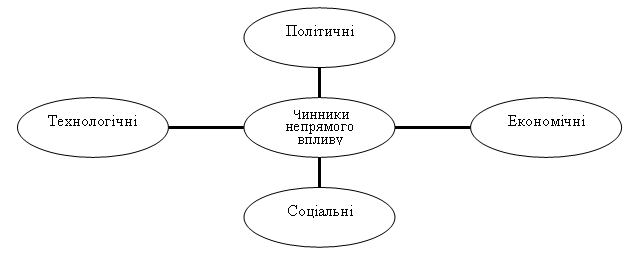 Політичні
Технологічні
Чинники
непрямого
впливу
Економічні
Соціальні